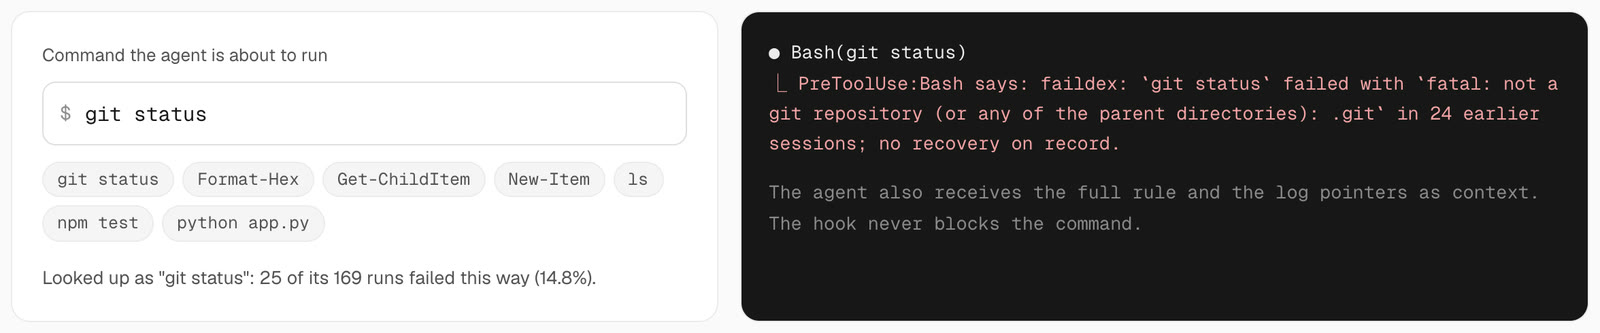 Command the agent is about to run
$ git status
git status Format-Hex Get-ChildItem New-Item ls
npm test python app.py
Looked up as "git status": 25 of its 169 runs failed this way (14.8%).
● Bash(git status)
⎿ PreToolUse:Bash says: faildex: `git status` failed with `fatal: not a
git repository (or any of the parent directories): .git` in 24 earlier
sessions; no recovery on record.
The agent also receives the full rule and the log pointers as context.
The hook never blocks the command.